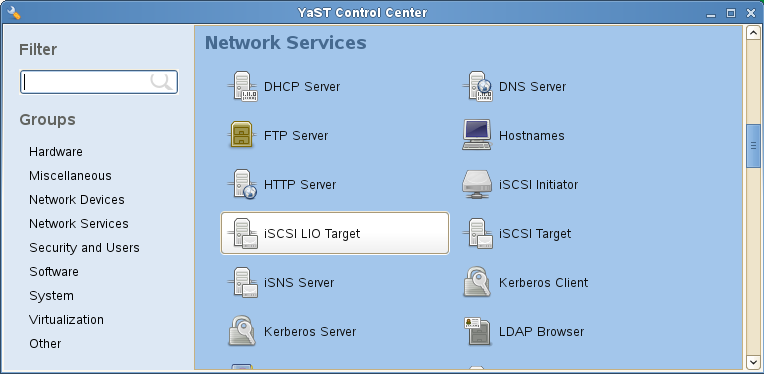 YaST Control Center
Filter
Groups
Hardware
Miscellaneous
Network Devices
Network Services
Security and Users
Software
System
Virtualization
Other
Network Services
DHCP Server
DNS Server
FTP Server
Hostnames
HTTP Server
iSCSI Initiator
iSCSI LIO Target
iSCSI Target
iSNS Server
Kerberos Client
Kerberos Server
LDAP Browser